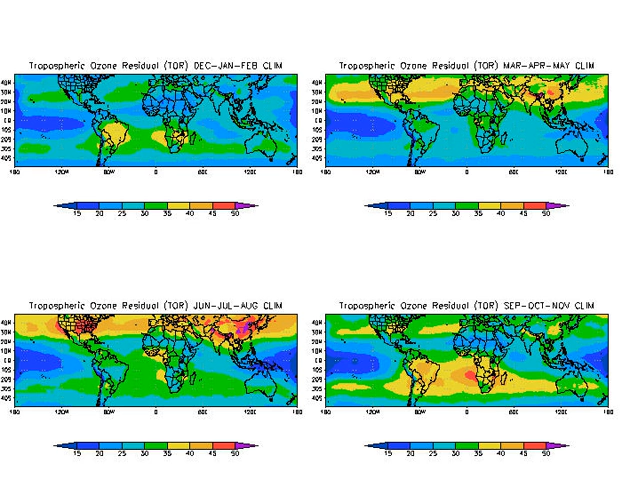 Tropospheric Ozone Residual (TOR) DEC-JAN-FEB CLIM
40N
30N
20N
10N
EQ
10S
20S
30S
40S
180 120W 60W 0 60E 120E 180
15 20 25 30 35 40 45 50
Tropospheric Ozone Residual (TOR) MAR-APR-MAY CLIM
40N
30N
20N
10N
EQ
10S
20S
30S
40S
180 120W 60W 0 60E 120E 180
15 20 25 30 35 40 45 50
Tropospheric Ozone Residual (TOR) JUN-JUL-AUG CLIM
40N
30N
20N
10N
EQ
10S
20S
30S
40S
180 120W 60W 0 60E 120E 180
15 20 25 30 35 40 45 50
Tropospheric Ozone Residual (TOR) SEP-OCT-NOV CLIM
40N
30N
20N
10N
EQ
10S
20S
30S
40S
180 120W 60W 0 60E 120E 180
15 20 25 30 35 40 45 50